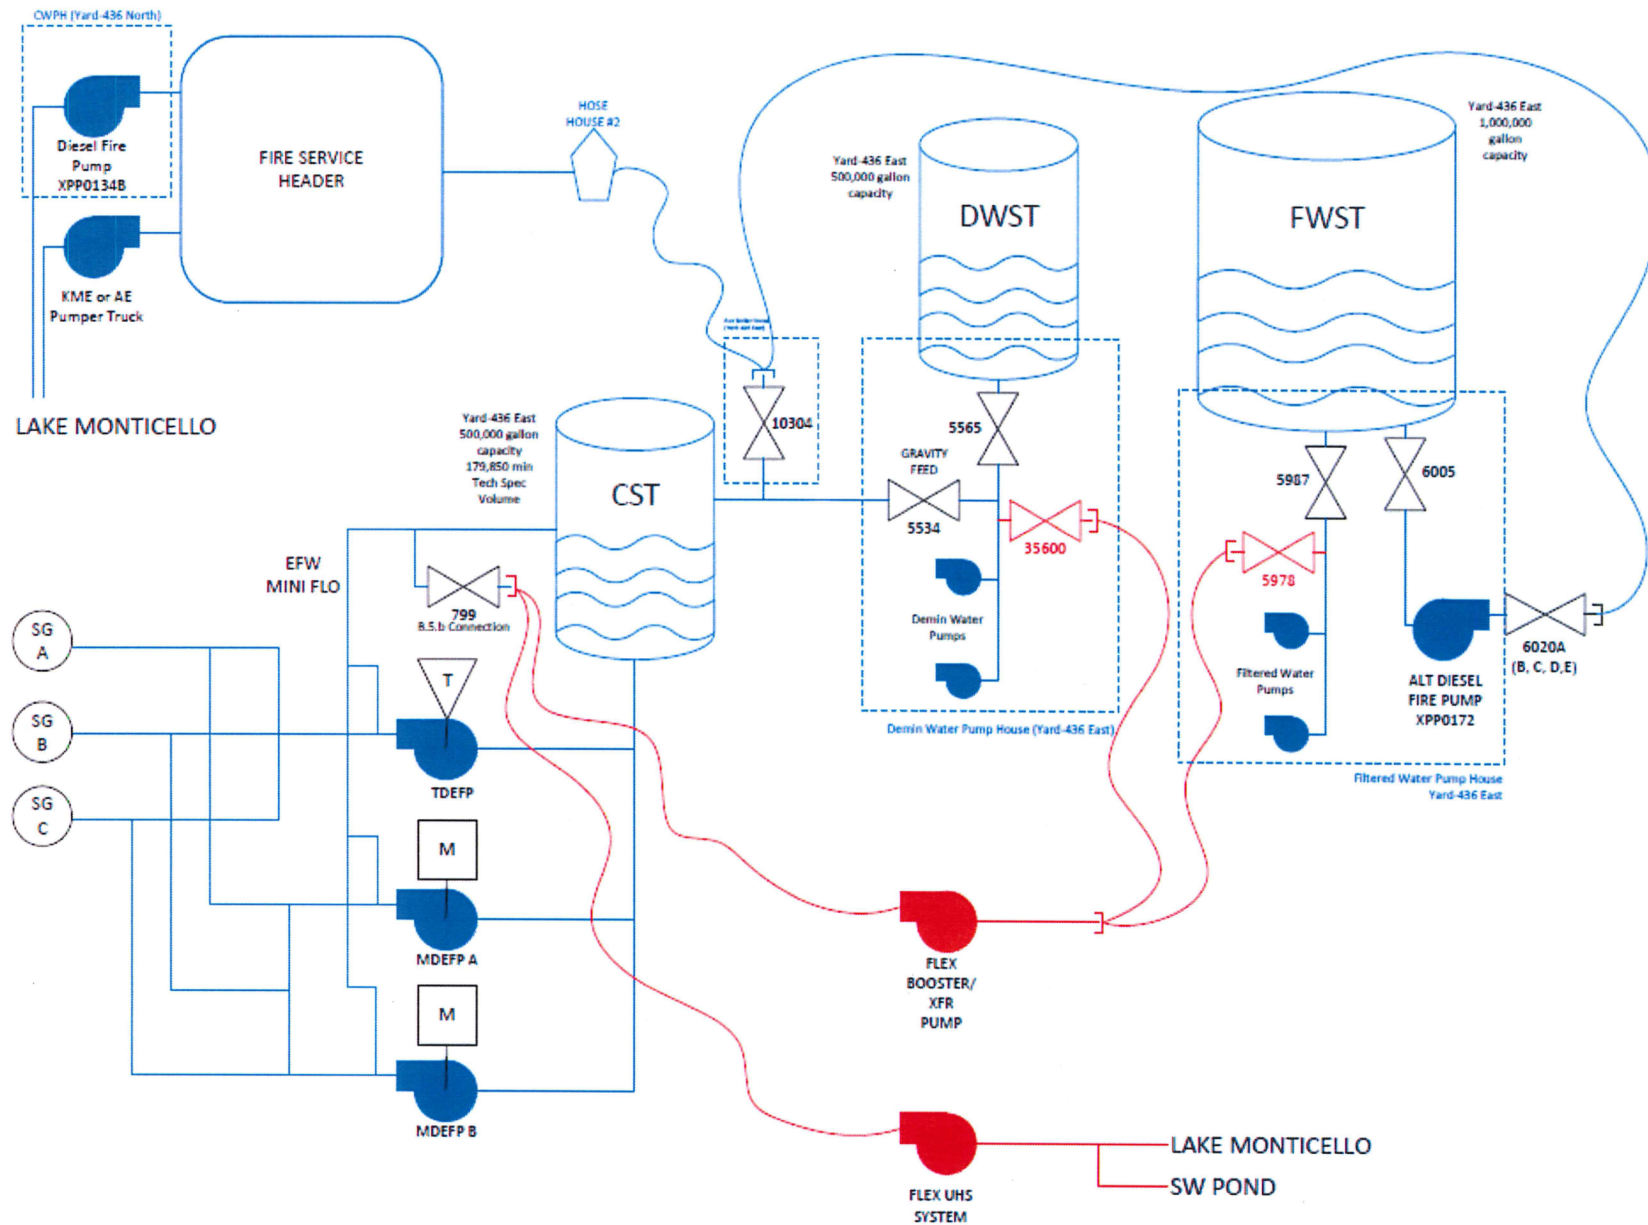 CWPH (Yard-436 North)
Diesel Fire
Pump
XPP0134B
KME or AE
Pumper Truck
LAKE MONTICELLO
FIRE SERVICE
HEADER
HOSE
HOUSE #2
Yard-436 East
500,000 gallon
capacity
DWST
Yard-436 East
1,000,000
gallon
capacity
FWST
10304
Yard-436 East
500,000 gallon
capacity
179,850 min
Tech Spec
Volume
CST
5565
GRAVITY
FEED
5534
35600
Demin Water
Pumps
Demin Water Pump House (Yard-436 East)
5987
6005
5978
Filtered Water
Pumps
ALT DIESEL
FIRE PUMP
XPP0172
6020A
(B, C, D,E)
Filtered Water Pump House
Yard-436 East
EFW
MINI FLO
799
B.5.b Connection
SG
A
SG
B
SG
C
T
TDEFP
M
MDEFP A
M
MDEFP B
FLEX
BOOSTER/
XFR
PUMP
FLEX UHS
SYSTEM
LAKE MONTICELLO
SW POND